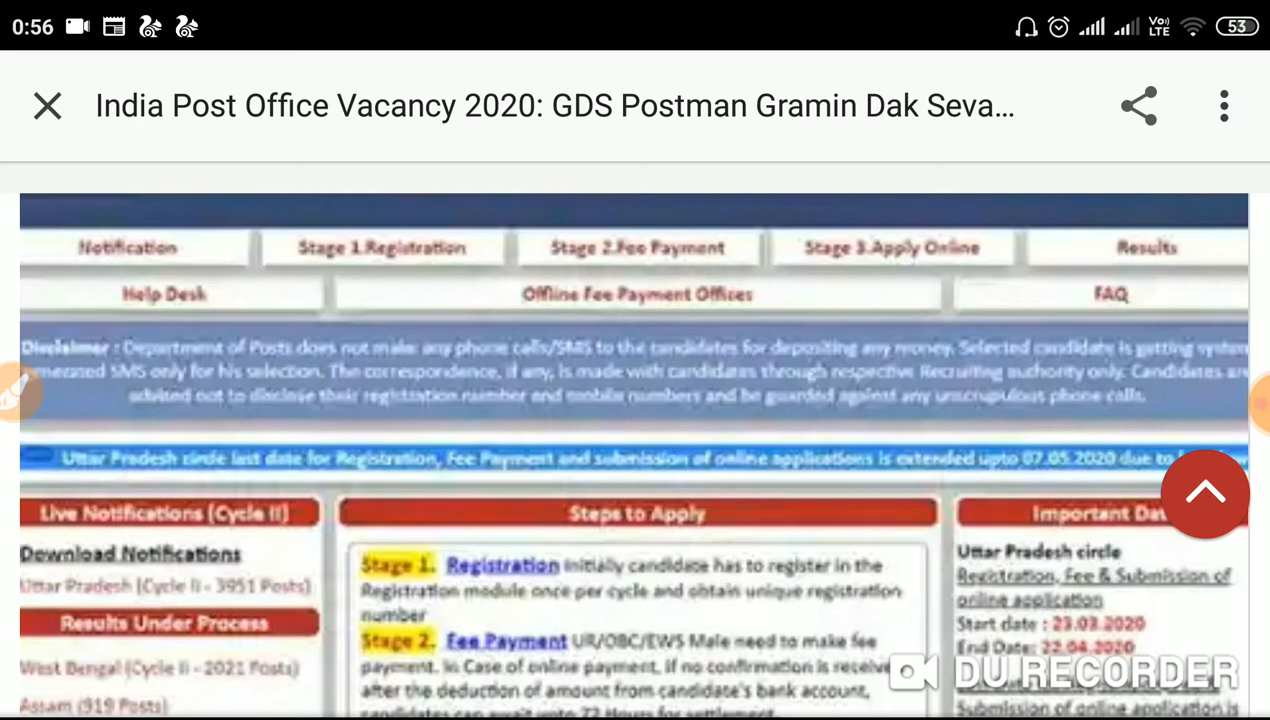 0:56
Vo)
LTE
53
India Post Office Vacancy 2020: GDS Postman Gramin Dak Seva...
Notification
Stage 1.Registration
Stage 2.Fee Payment
Stage 3.Apply Online
Results
Help Desk
Offline Fee Payment Offices
FAQ
Disclaimer : Department of Posts does not make any phone calls/SMS to the candidates for depositing any money. Selected candidate is getting system
SMS only for his selection. The correspondence, if any, is made with candidates through respective Recruiting authority only. Candidates are
advised not to disclose their registration number and mobile numbers and be guarded against any unscrupulous phone calls.
Uttar Pradesh circle last date for Registration, Fee Payment and submission of online applications is extended upto 07.05.2020 due to
Live Notifications (Cycle II)
Download Notifications
Uttar Pradesh (Cycle II - 3951 Posts)
Results Under Process
West Bengal (Cycle II - 2021 Posts)
Assam (919 Posts)
Steps to Apply
Stage 1. Registration Initially candidate has to register in the
Registration module once per cycle and obtain unique registration
number
Stage 2. Fee Payment UR/OBC/EWS Male need to make fee
payment. In Case of online payment, if no confirmation is receive
after the deduction of amount from candidate's bank account,
candidates can await upto 72 Hours for settlement.
Important Dat
Uttar Pradesh circle
Registration, Fee & Submission of
online application
Start date : 23.03.2020
End Date: 22.04.2020
Submission of online application is
DU RECORDER